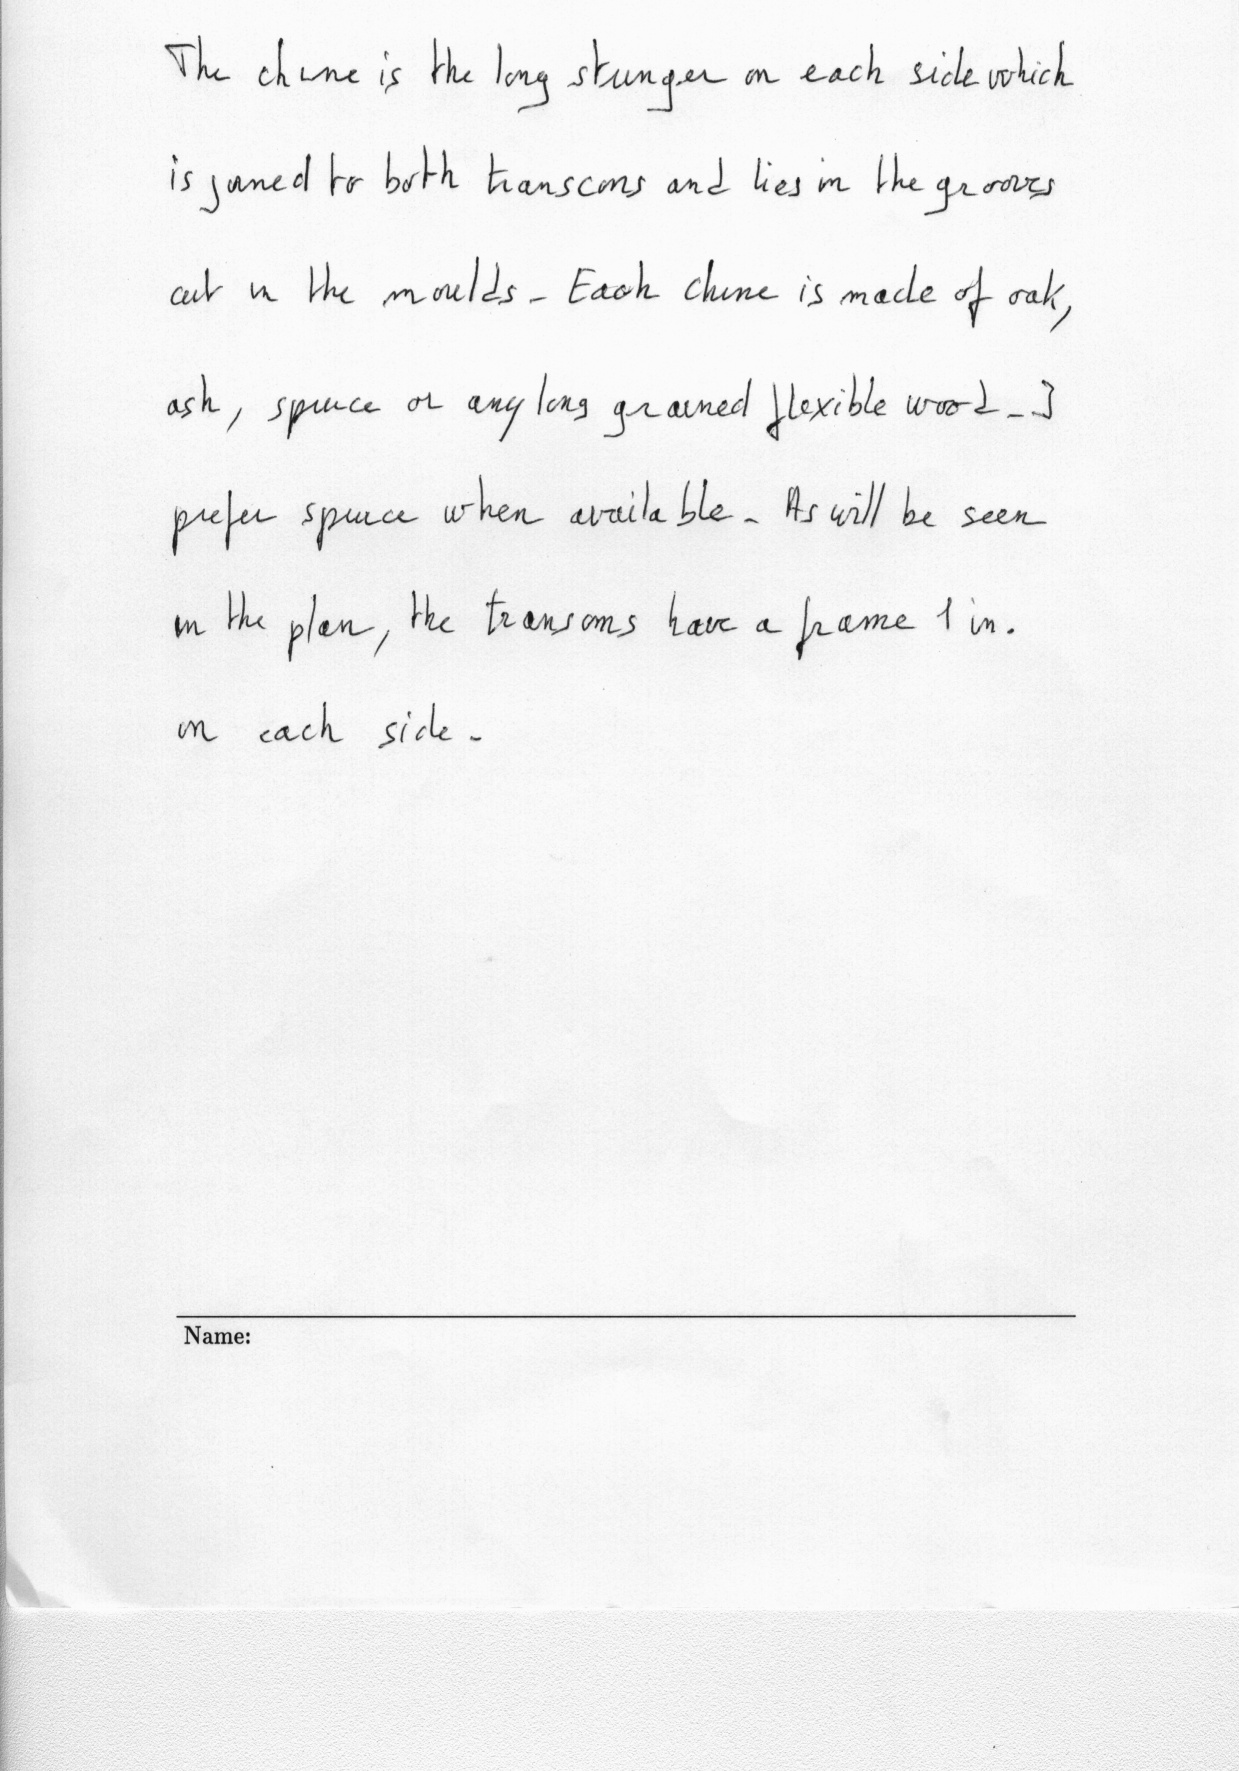 The chine is the long stringer on each side which
is joined to both transoms and lies in the grooves
cut in the moulds. Each chine is made of oak,
ash, spruce or any long grained flexible wood. I
prefer spruce when available. As will be seen
in the plan, the transoms have a frame 1 in.
on each side.
Name: